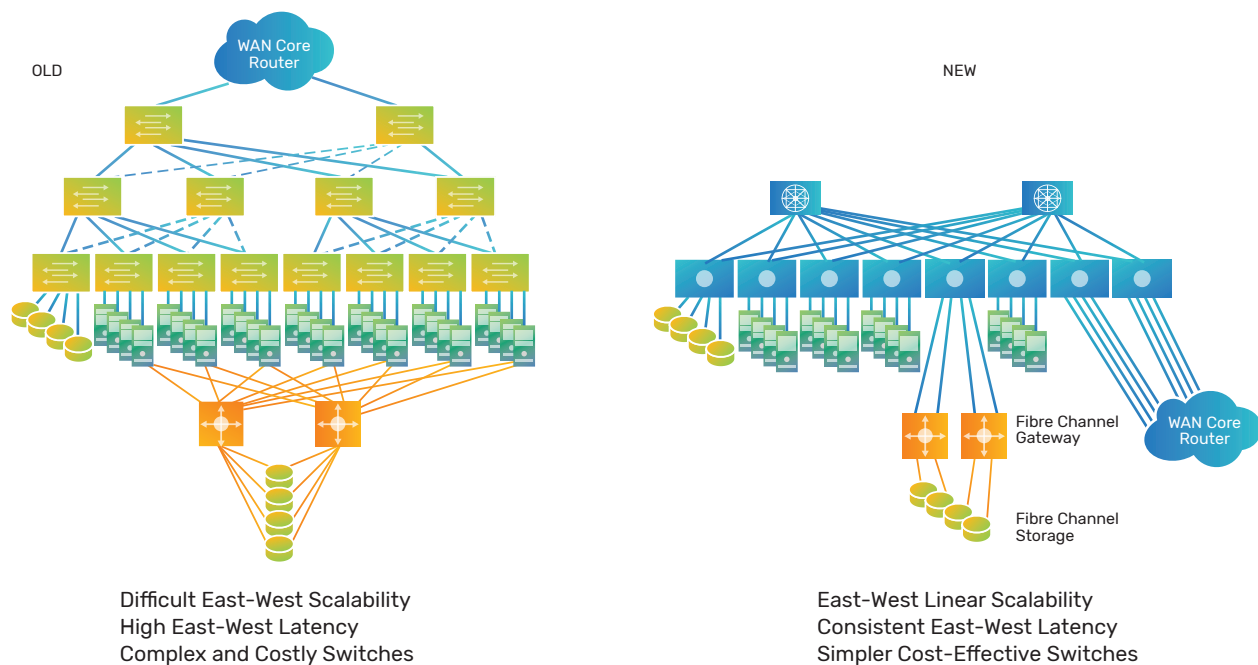 WAN Core
Router
OLD
NEW
Fibre Channel
Gateway
WAN Core
Router
Fibre Channel
Storage
Difficult East-West Scalability
High East-West Latency
Complex and Costly Switches
East-West Linear Scalability
Consistent East-West Latency
Simpler Cost-Effective Switches